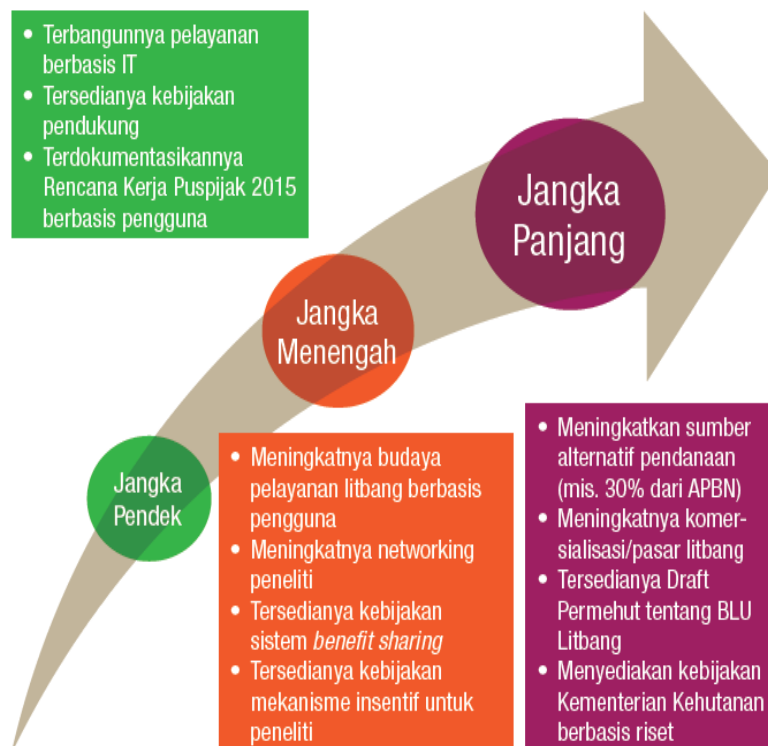 • Terbangunnya pelayanan
berbasis IT
• Tersedianya kebijakan
pendukung
• Terdokumentasikannya
Rencana Kerja Puspijak 2015
berbasis pengguna
Jangka
Panjang
Jangka
Menengah
Jangka
Pendek
• Meningkatnya budaya
pelayanan litbang berbasis
pengguna
• Meningkatnya networking
peneliti
• Tersedianya kebijakan
sistem benefit sharing
• Tersedianya kebijakan
mekanisme insentif untuk
peneliti
• Meningkatkan sumber
alternatif pendanaan
(mis. 30% dari APBN)
• Meningkatnya komer-
sialisasi/pasar litbang
• Tersedianya Draft
Permehut tentang BLU
Litbang
• Menyediakan kebijakan
Kementerian Kehutanan
berbasis riset